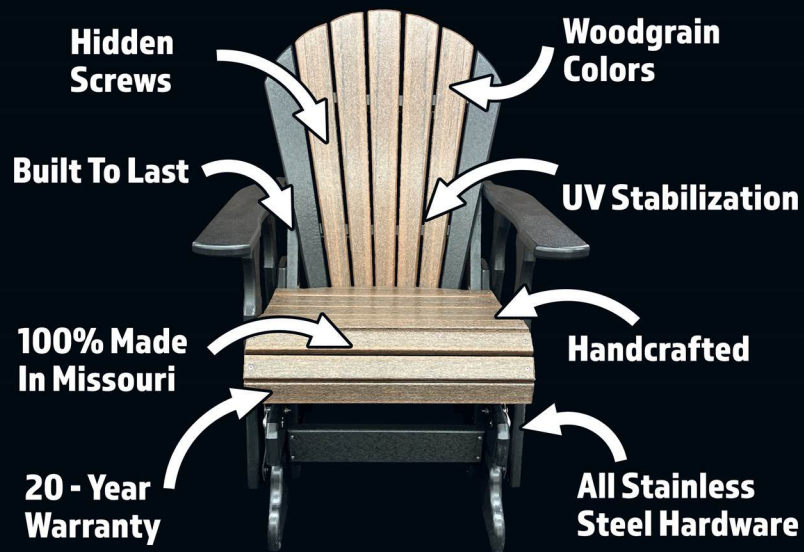 Hidden
Screws
Woodgrain
Colors
Built To Last
UV Stabilization
100% Made
In Missouri
Handcrafted
20 - Year
Warranty
All Stainless
Steel Hardware